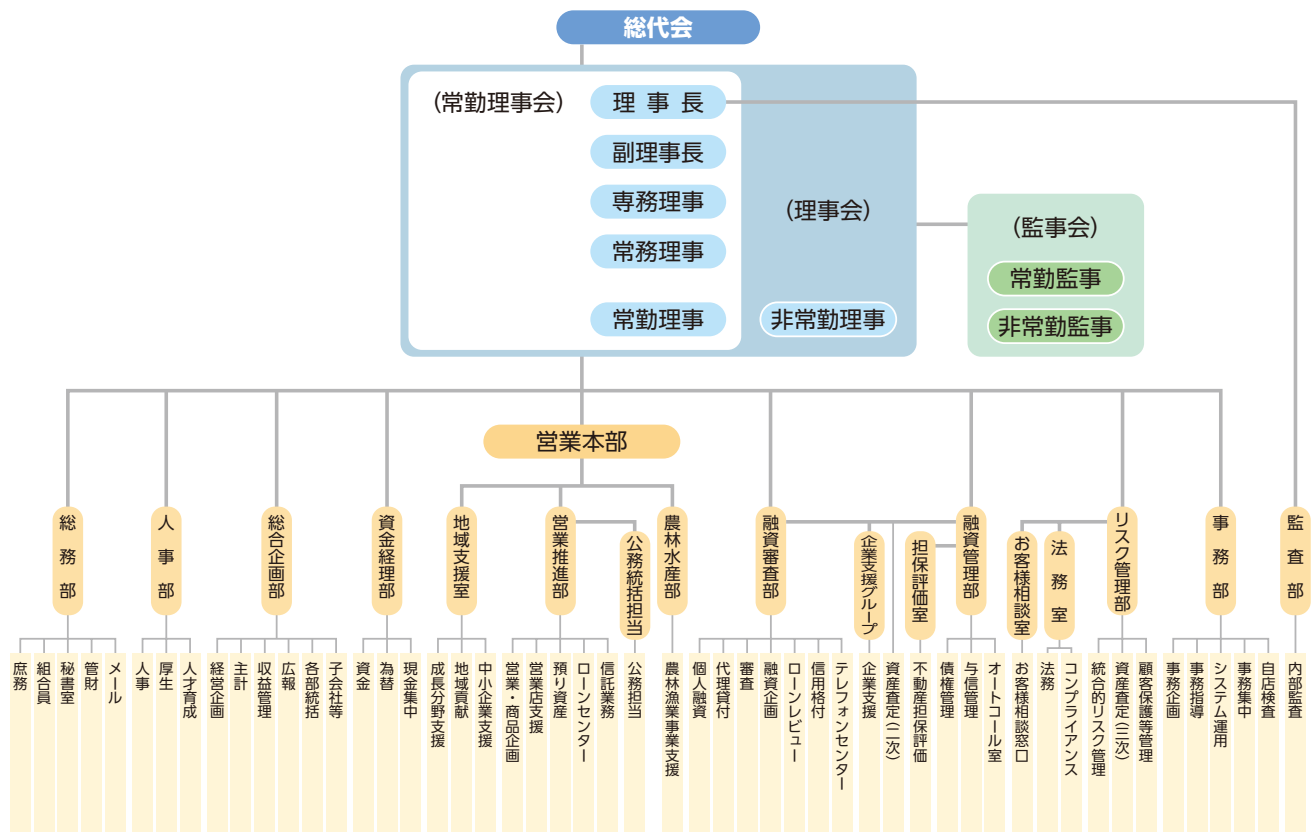 総代会
(常勤理事会)
理事長
副理事長
専務理事
常務理事
常勤理事
(理事会)
非常勤理事
(監事会)
常勤監事
非常勤監事
営業本部
総務部
人事部
総合企画部
資金経理部
地域支援室
営業推進部
公務統括担当
農林水産部
融資審査部
企業支援グループ
担保評価室
融資管理部
お客様相談室
法務室
リスク管理部
事務部
監査部
庶務
組合員
秘書室
管財
メール
人事
厚生
人才育成
経営企画
主計
収益管理
広報
各部統括
子会社等
資金
為替
現金集中
成長分野支援
地域貢献
中小企業支援
営業・商品企画
営業店支援
預り資産
ローンセンター
信託業務
公務担当
農林漁業事業支援
個人融資
代理貸付
審査
融資企画
ローンレビュー
信用格付
テレフォンセンター
企業支援
資産査定(二次)
不動産担保評価
債権管理
与信管理
オートコール室
お客様相談窓口
法務
コンプライアンス
統合的リスク管理
資産査定(三次)
顧客保護等管理
事務企画
事務指導
システム運用
事務集中
自店検査
内部監査